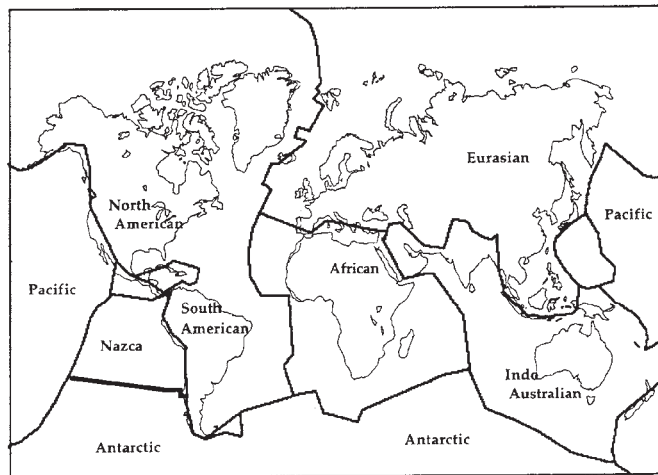 Eurasian
North
American
Pacific
African
Pacific
South
American
Nazca
Indo
Australian
Antarctic
Antarctic